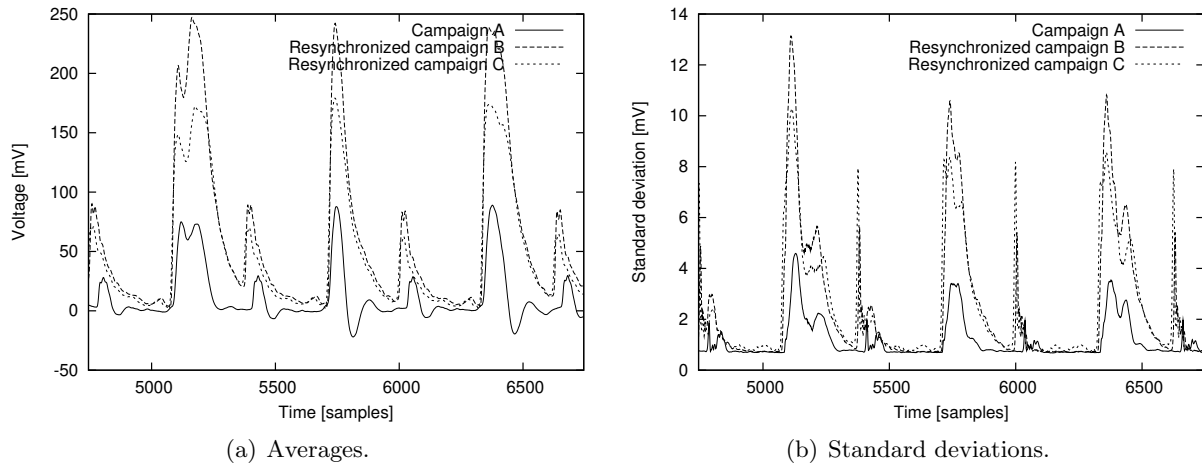 250
200
150
100
50
0
-50
Voltage [mV]
5000 5500 6000 6500
Time [samples]
Campaign A
Resynchronized campaign B
Resynchronized campaign C
(a) Averages.
14
12
10
8
6
4
2
0
Standard deviation [mV]
5000 5500 6000 6500
Time [samples]
Campaign A
Resynchronized campaign B
Resynchronized campaign C
(b) Standard deviations.